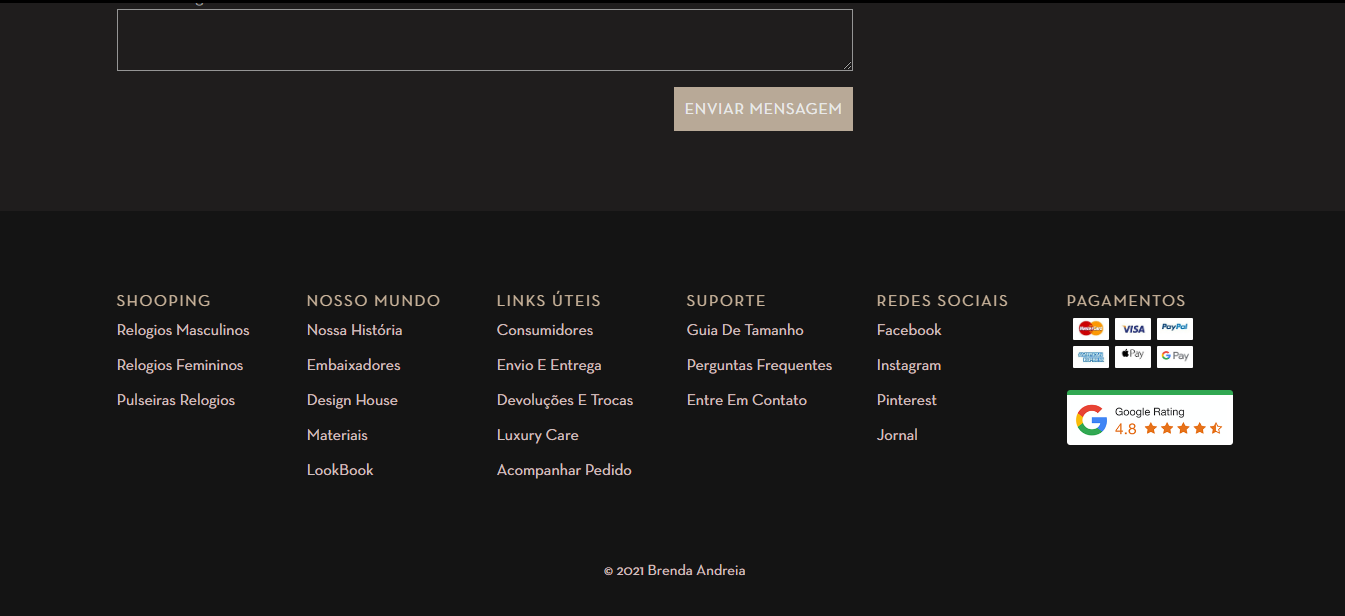 ENVIAR MENSAGEM
SHOOPING
Relogios Masculinos
Relogios Femininos
Pulseiras Relogios
NOSSO MUNDO
Nossa História
Embaixadores
Design House
Materiais
LookBook
LINKS ÚTEIS
Consumidores
Envio E Entrega
Devoluções E Trocas
Luxury Care
Acompanhar Pedido
SUPORTE
Guia De Tamanho
Perguntas Frequentes
Entre Em Contato
REDES SOCIAIS
Facebook
Instagram
Pinterest
Jornal
PAGAMENTOS
MasterCard VISA PayPal
AMERICAN EXPRESS Pay G Pay
Google Rating
4.8
© 2021 Brenda Andreia